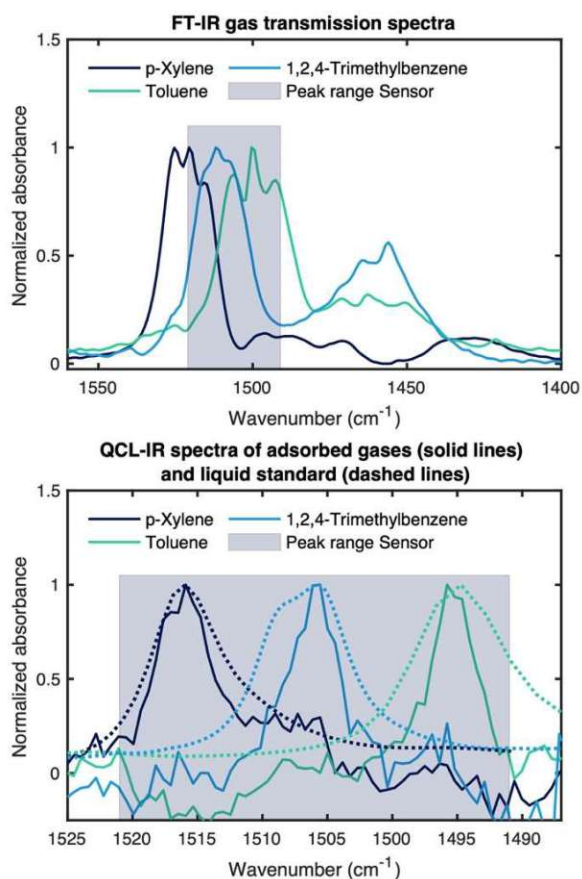 FT-IR gas transmission spectra
1.5
p-Xylene 1,2,4-Trimethylbenzene
Toluene Peak range Sensor
1
Normalized absorbance
0.5
0
1550 1500 1450 1400
Wavenumber (cm-1)
QCL-IR spectra of adsorbed gases (solid lines)
and liquid standard (dashed lines)
1.5
p-Xylene 1,2,4-Trimethylbenzene
Toluene Peak range Sensor
1
Normalized absorbance
0.5
0
1525 1520 1515 1510 1505 1500 1495 1490
Wavenumber (cm-1)